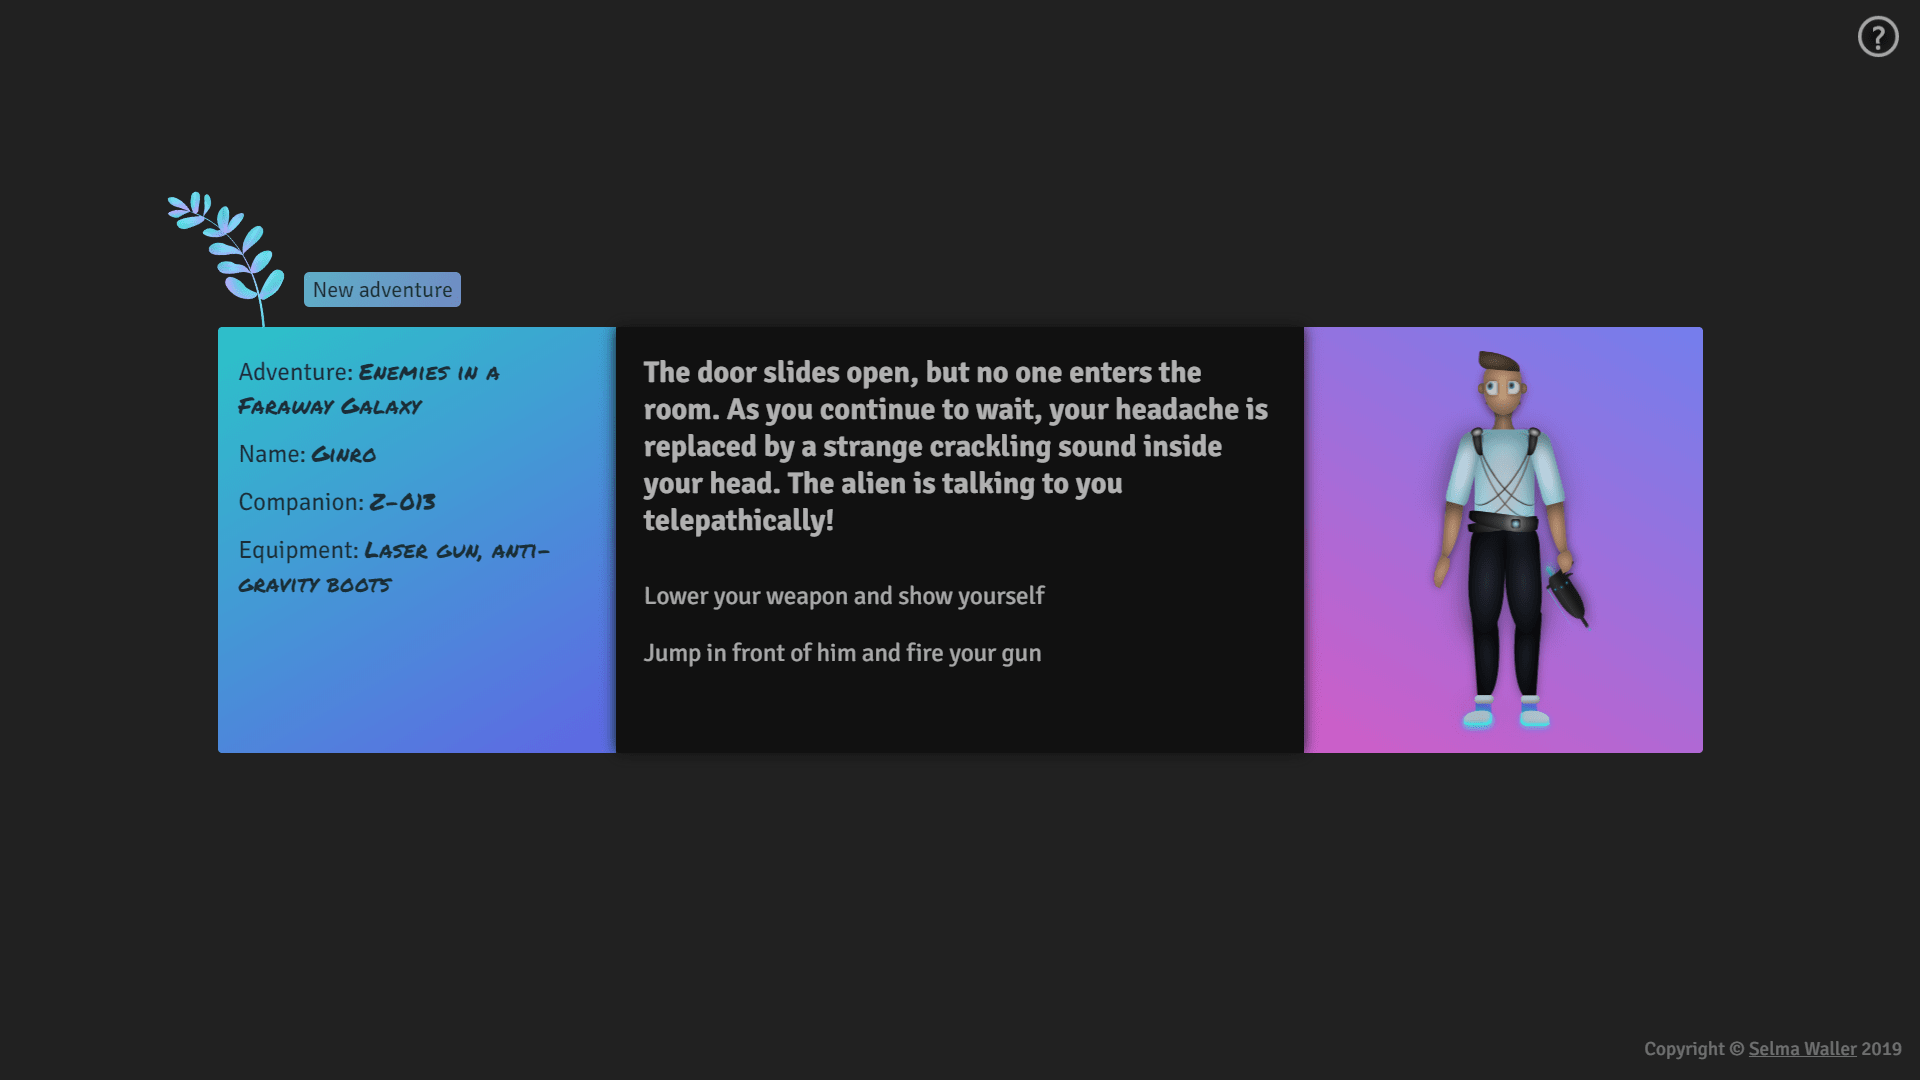 ?
New adventure
Adventure: Enemies in a
Faraway Galaxy
Name: Ginro
Companion: Z-013
Equipment: Laser gun, anti-
gravity boots
The door slides open, but no one enters the
room. As you continue to wait, your headache is
replaced by a strange crackling sound inside
your head. The alien is talking to you
telepathically!
Lower your weapon and show yourself
Jump in front of him and fire your gun
Copyright © Selma Waller 2019